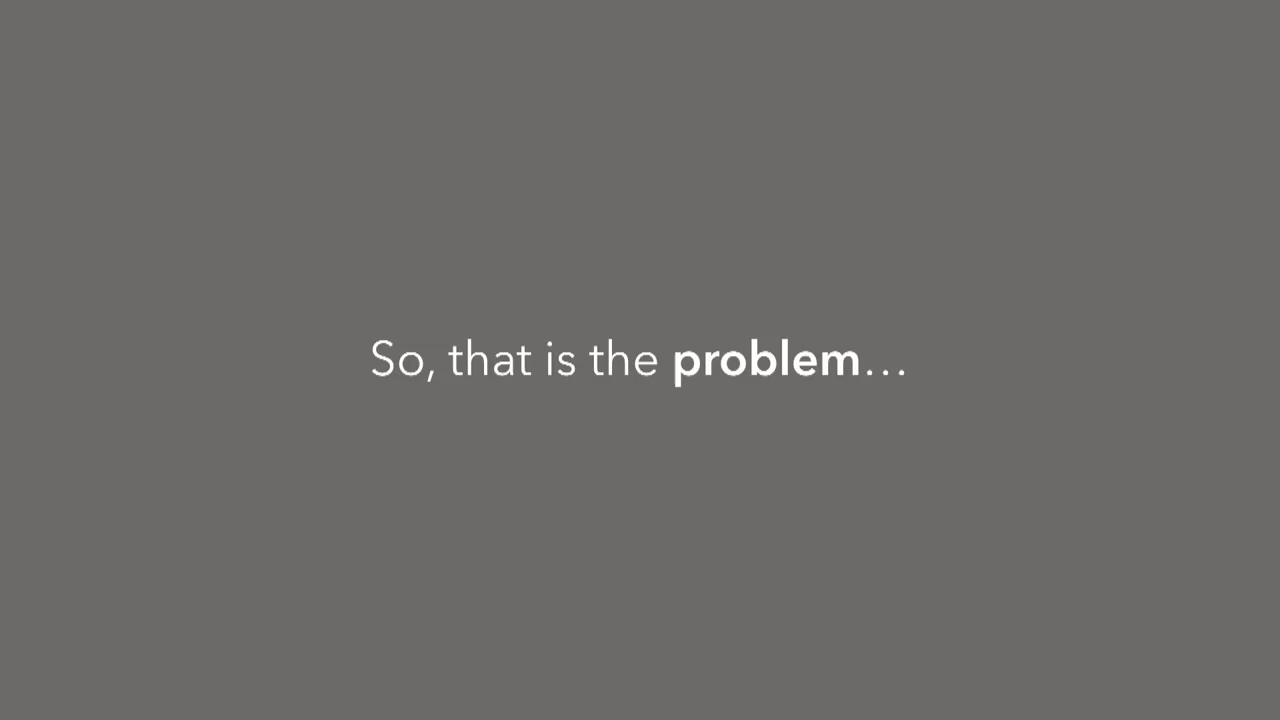 So, that is the problem…